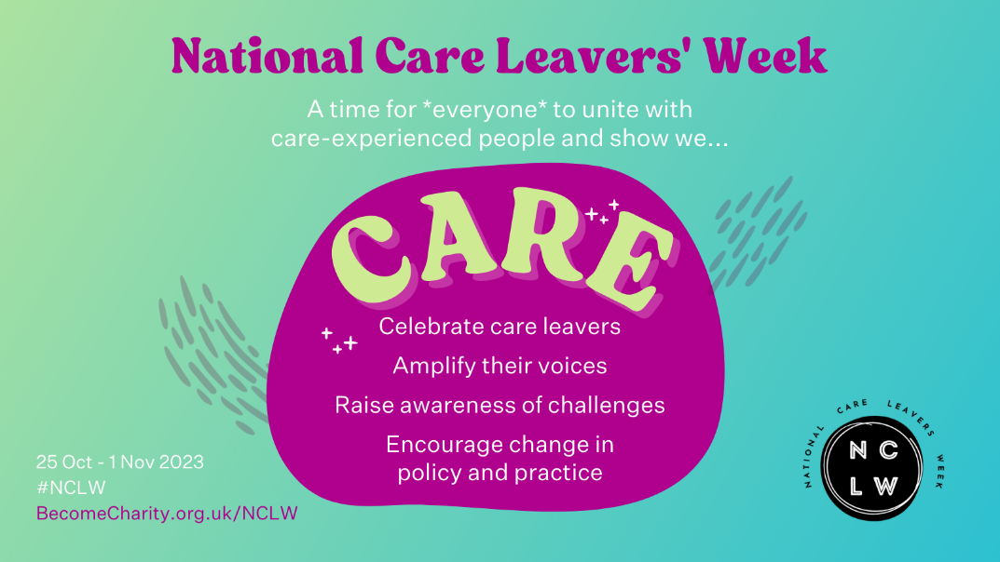 National Care Leavers' Week
A time for *everyone* to unite with
care-experienced people and show we...
CARE
Celebrate care leavers
Amplify their voices
Raise awareness of challenges
Encourage change in
policy and practice
25 Oct - 1 Nov 2023
#NCLW
BecomeCharity.org.uk/NCLW
NATIONAL CARE LEAVERS WEEK
NC
LW